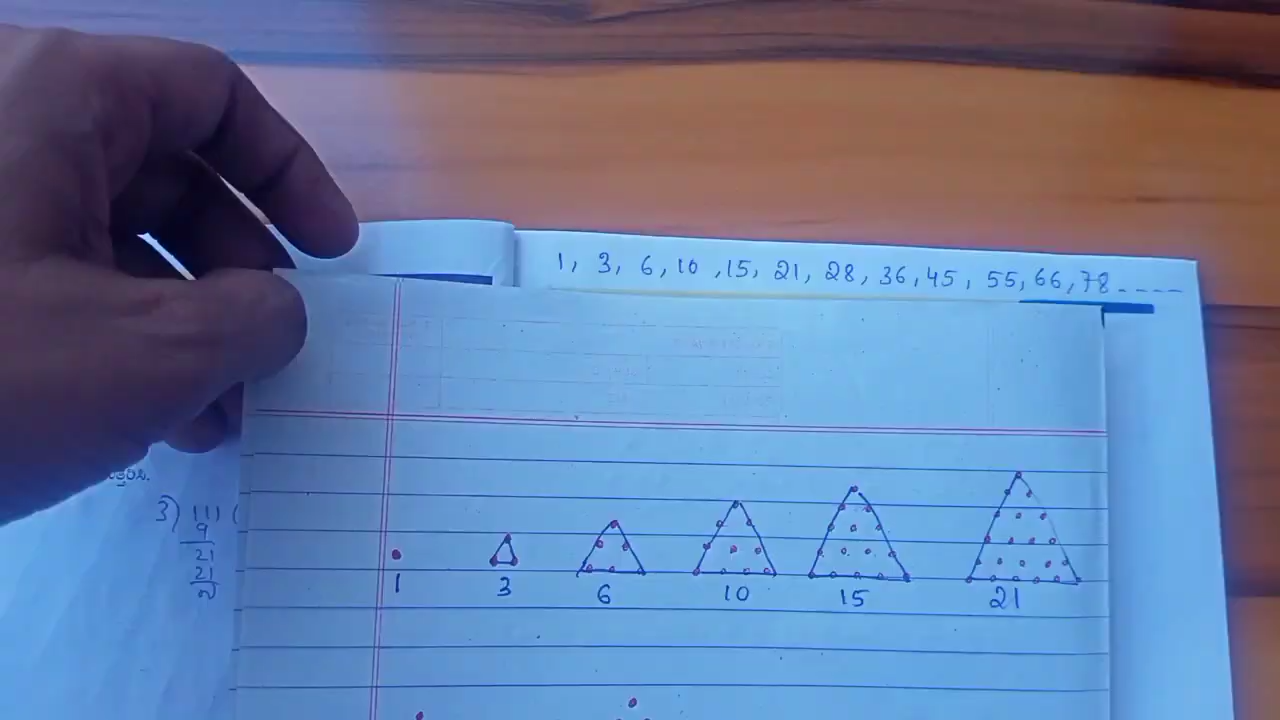 1, 3, 6, 10, 15, 21, 28, 36, 45, 55, 66, 78 - - - -
3) 111 (
9
21
21
1 3 6 10 15 21